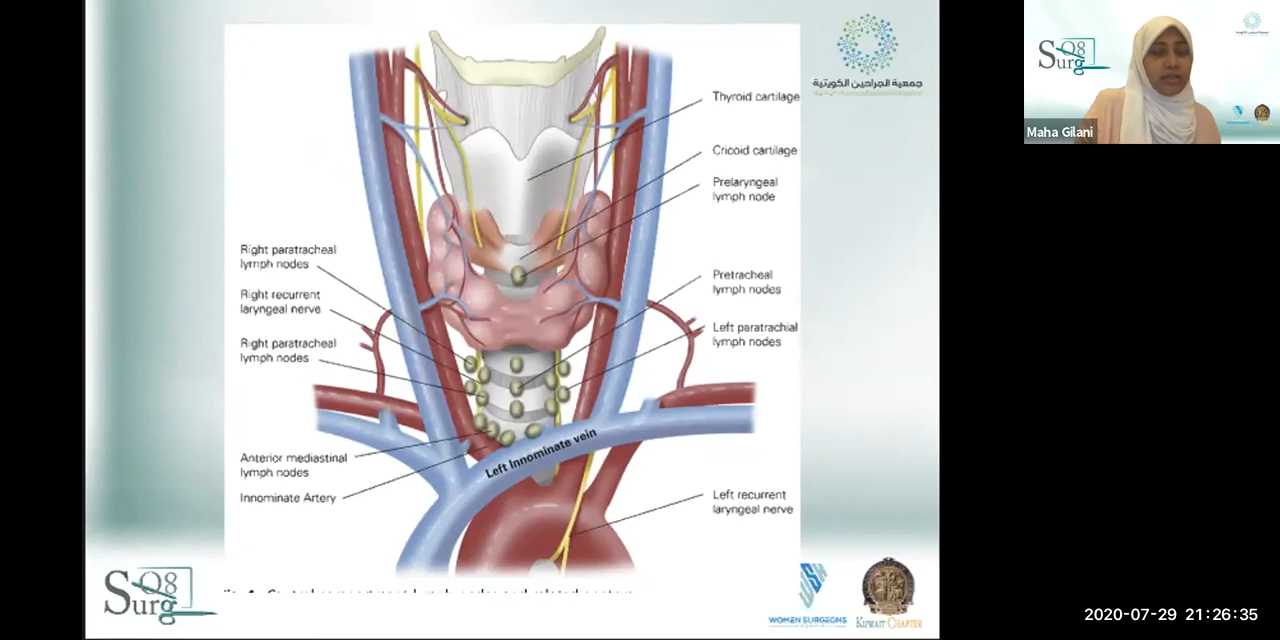 Thyroid cartilage
Cricoid cartilage
Prelaryngeal
lymph node
Right paratracheal
lymph nodes
Right recurrent
laryngeal nerve
Right paratracheal
lymph nodes
Pretracheal
lymph nodes
Left paratrachial
lymph nodes
Left Innominate vein
Anterior mediastinal
lymph nodes
Innominate Artery
Left recurrent
laryngeal nerve
جمعية الجراحين الكويتية
Q8
Surg
WOMEN SURGEONS
KUWAIT CHAPTER
Q8
Surg
Maha Gilani
2020-07-29 21:26:35